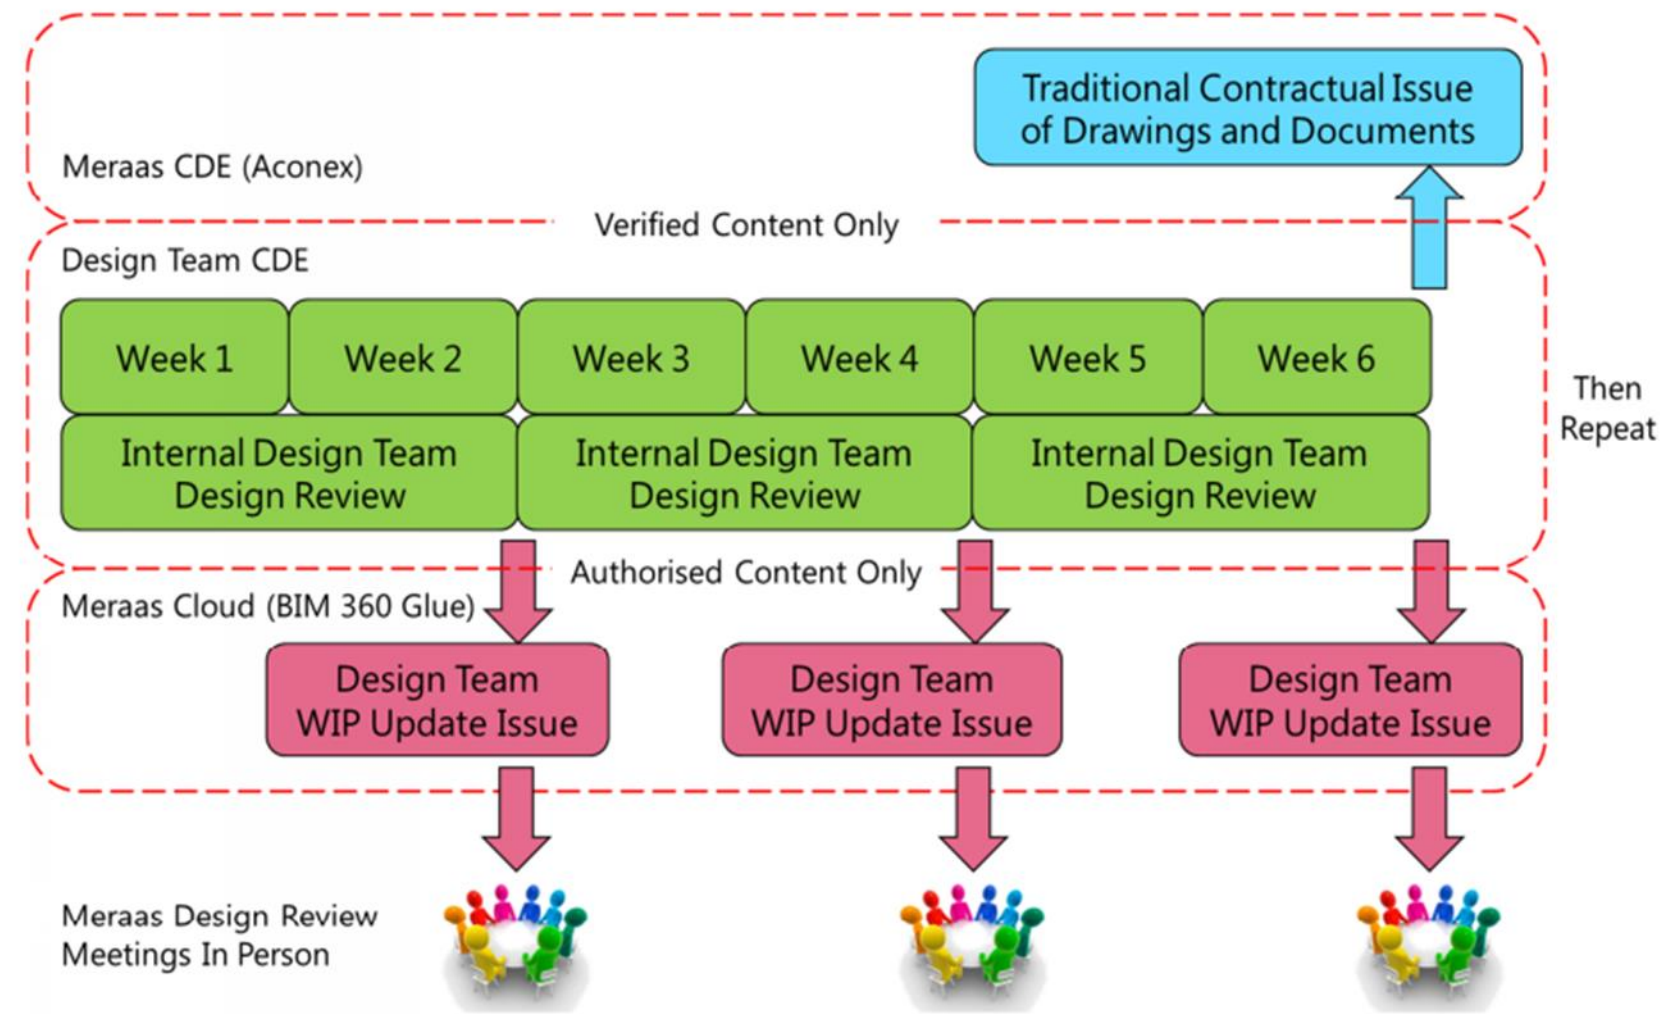 Traditional Contractual Issue
of Drawings and Documents
Meraas CDE (Aconex)
Verified Content Only
Design Team CDE
Week 1
Week 2
Week 3
Week 4
Week 5
Week 6
Then
Repeat
Internal Design Team
Design Review
Internal Design Team
Design Review
Internal Design Team
Design Review
Authorised Content Only
Meraas Cloud (BIM 360 Glue)
Design Team
WIP Update Issue
Design Team
WIP Update Issue
Design Team
WIP Update Issue
Meraas Design Review
Meetings In Person